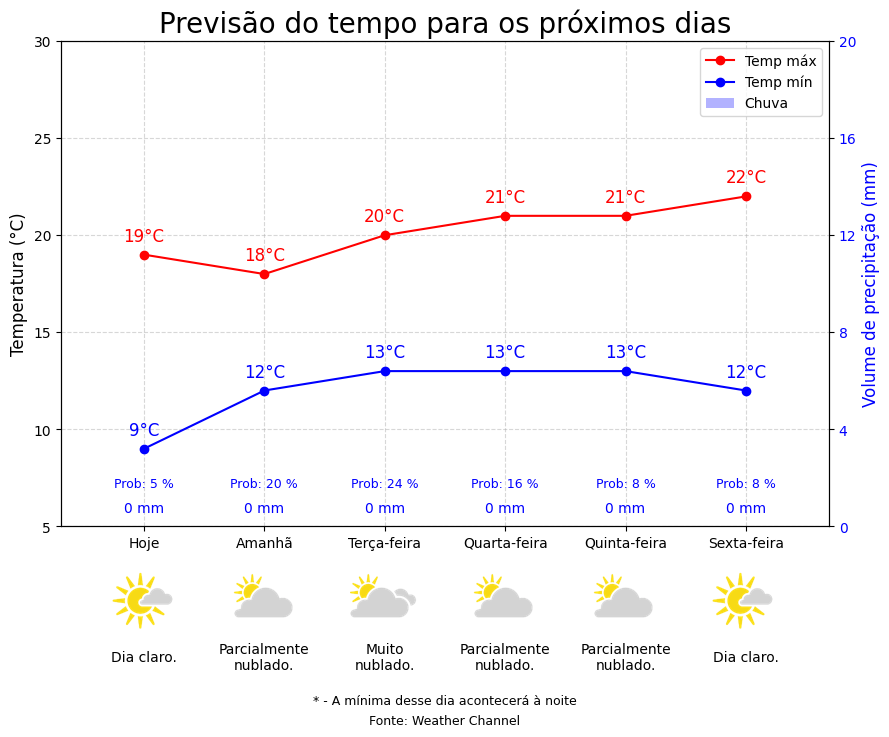 Previsão do tempo para os próximos dias
Temp máx
Temp mín
Chuva
Temperatura (°C)
Volume de precipitação (mm)
30
25
20
15
10
5
20
16
12
8
4
0
19°C
18°C
20°C
21°C
21°C
22°C
9°C
12°C
13°C
13°C
13°C
12°C
Prob: 5 %
Prob: 20 %
Prob: 24 %
Prob: 16 %
Prob: 8 %
Prob: 8 %
0 mm
0 mm
0 mm
0 mm
0 mm
0 mm
Hoje
Amanhã
Terça-feira
Quarta-feira
Quinta-feira
Sexta-feira
Dia claro.
Parcialmente
nublado.
Muito
nublado.
Parcialmente
nublado.
Parcialmente
nublado.
Dia claro.
* - A mínima desse dia acontecerá à noite
Fonte: Weather Channel